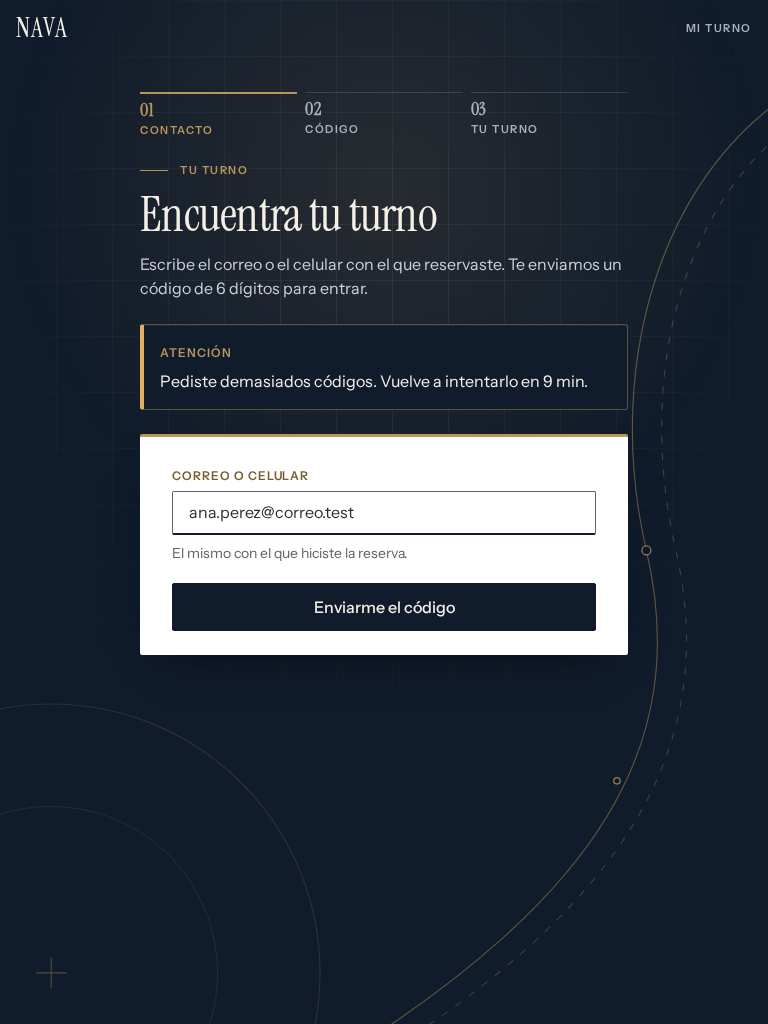 NAVA
MI TURNO
01
CONTACTO
02
CÓDIGO
03
TU TURNO
TU TURNO
Encuentra tu turno
Escribe el correo o el celular con el que reservaste. Te enviamos un
código de 6 dígitos para entrar.
ATENCIÓN
Pediste demasiados códigos. Vuelve a intentarlo en 9 min.
CORREO O CELULAR
ana.perez@correo.test
El mismo con el que hiciste la reserva.
Enviarme el código